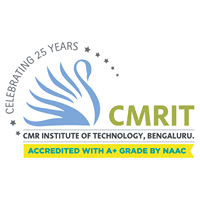 CELEBRATING 25 YEARS
CMRIT
CMR INSTITUTE OF TECHNOLOGY, BENGALURU.
ACCREDITED WITH A+ GRADE BY NAAC